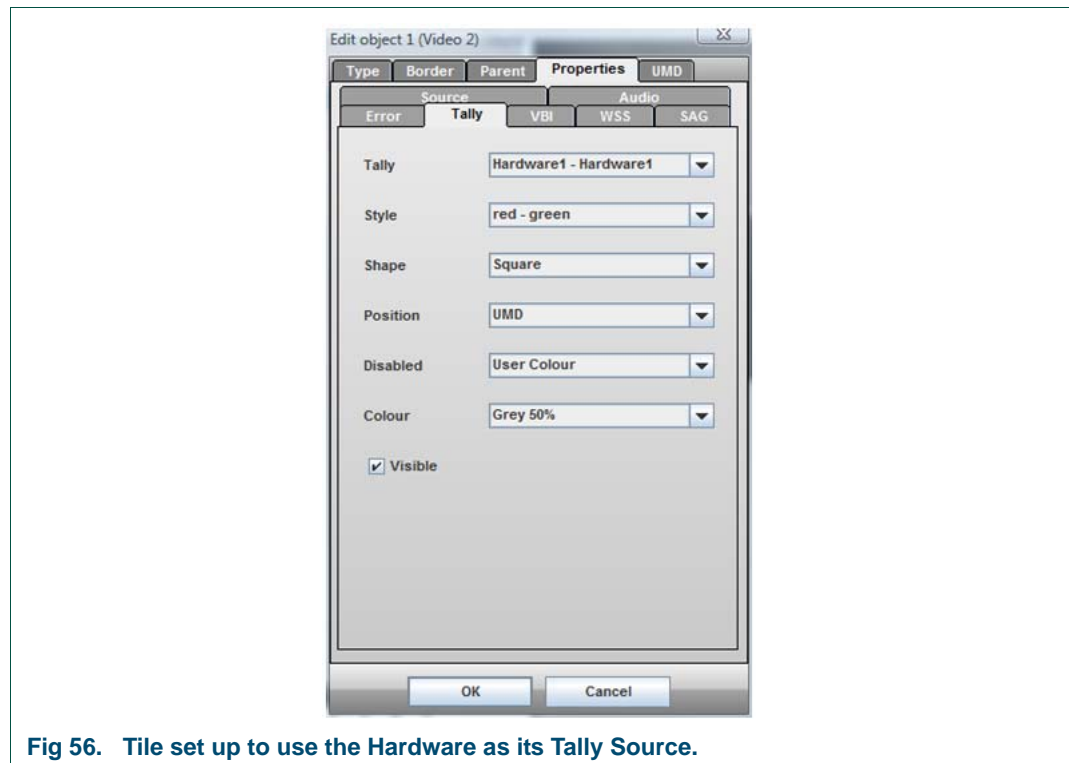 Edit object 1 (Video 2)
Type Border Parent Properties UMD
Source Audio
Error Tally VBI WSS SAG
Tally Hardware1 - Hardware1
Style red - green
Shape Square
Position UMD
Disabled User Colour
Colour Grey 50%
Visible
OK Cancel
Fig 56. Tile set up to use the Hardware as its Tally Source.